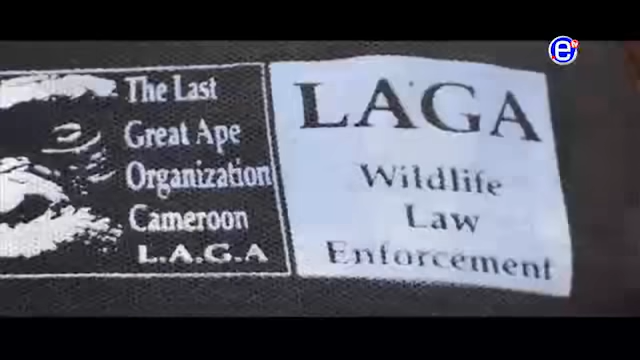 The Last
Great Ape
Organization
Cameroon
L.A.G.A
LAGA
Wildlife
Law
Enforcement
e